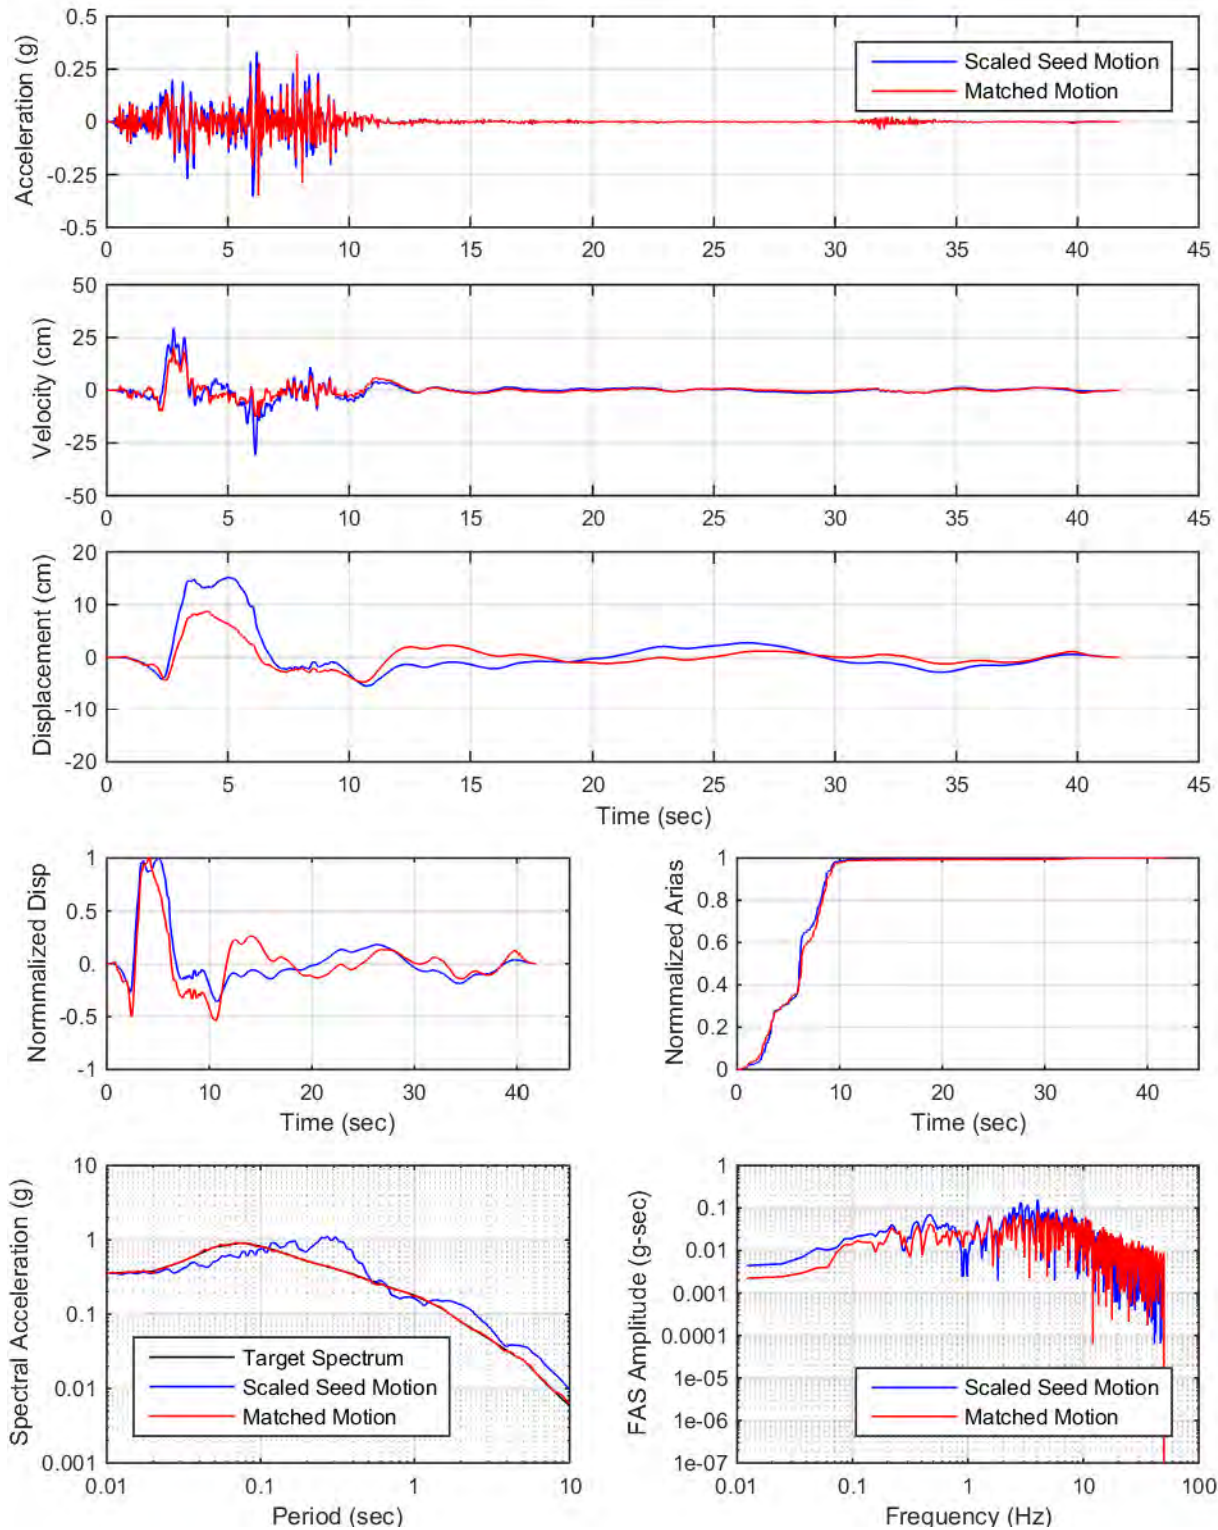 Acceleration (g)
0.5
0.25
0
-0.25
-0.5
Scaled Seed Motion
Matched Motion
0 5 10 15 20 25 30 35 40 45
Velocity (cm)
50
25
0
-25
-50
0 5 10 15 20 25 30 35 40 45
Displacement (cm)
20
10
0
-10
-20
0 5 10 15 20 25 30 35 40 45
Time (sec)
Normmalized Disp
1
0.5
0
-0.5
-1
0 10 20 30 40
Time (sec)
Normmalized Arias
1
0.8
0.6
0.4
0.2
0
0 10 20 30 40
Time (sec)
Spectral Acceleration (g)
10
1
0.1
0.01
0.001
Target Spectrum
Scaled Seed Motion
Matched Motion
0.01 0.1 1 10
Period (sec)
FAS Amplitude (g-sec)
1
0.1
0.01
0.001
0.0001
1e-05
1e-06
1e-07
Scaled Seed Motion
Matched Motion
0.01 0.1 1 10 100
Frequency (Hz)